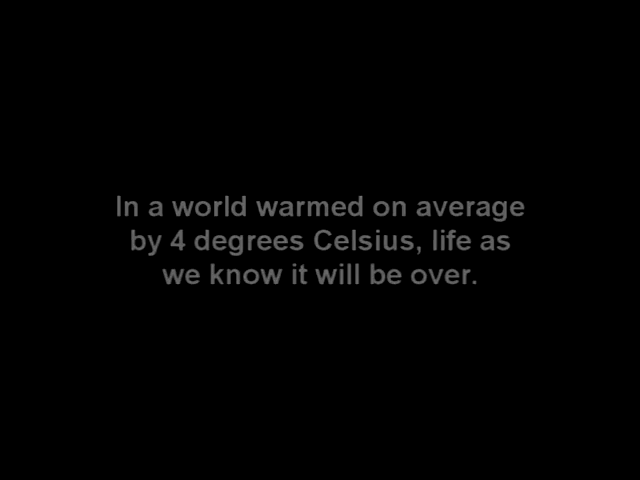 In a world warmed on average
by 4 degrees Celsius, life as
we know it will be over.